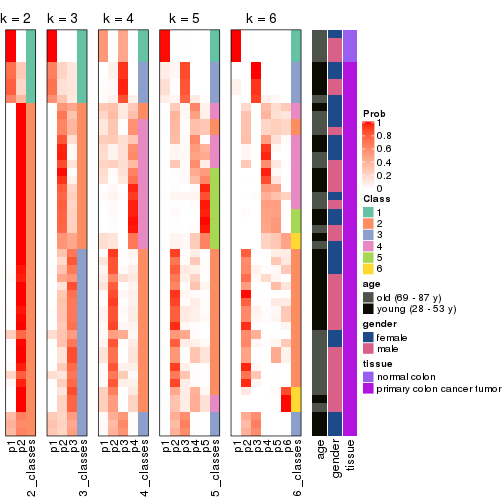 k = 2
k = 3
k = 4
k = 5
k = 6
Prob
1
0.8
0.6
0.4
0.2
0
Class
1
2
3
4
5
6
age
old (69 - 87 y)
young (28 - 53 y)
gender
female
male
tissue
normal colon
primary colon cancer tumor
p1
p2
2_classes
p1
p2
p3
3_classes
p1
p2
p3
p4
4_classes
p1
p2
p3
p4
p5
5_classes
p1
p2
p3
p4
p5
p6
6_classes
age
gender
tissue